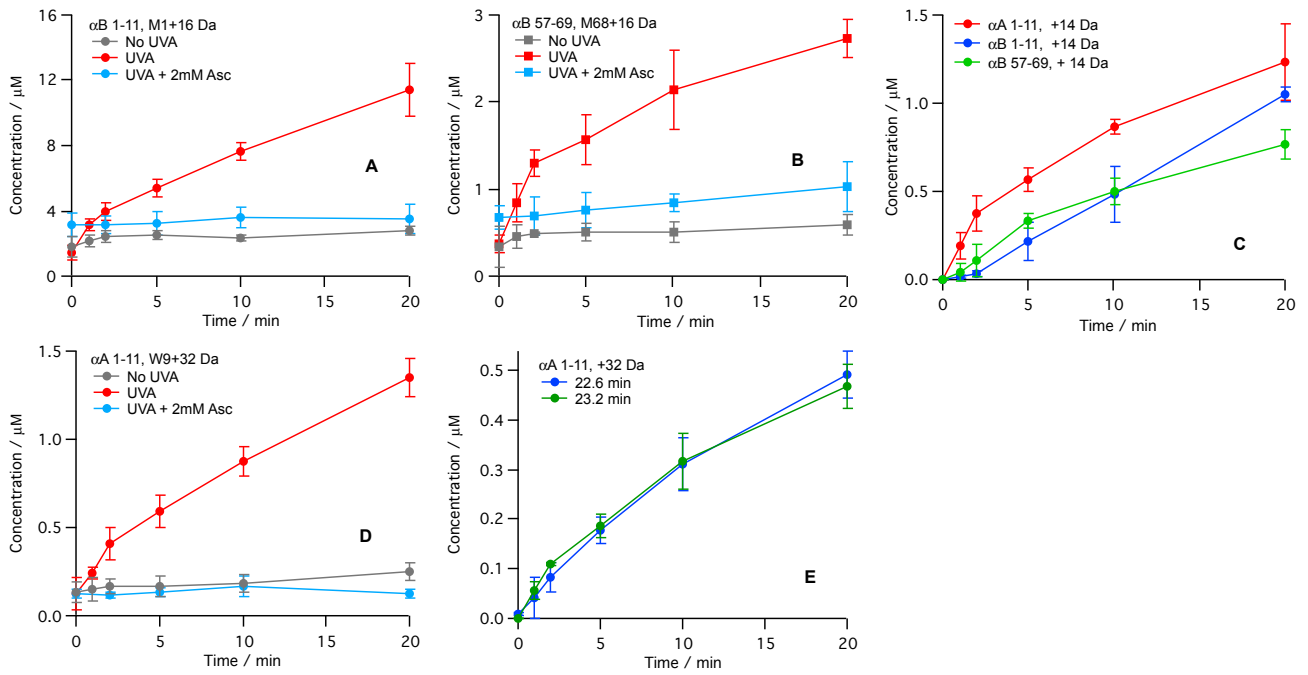 αB 1-11, M1+16 Da
No UVA
UVA
UVA + 2mM Asc
16
12
8
4
0
Concentration / μM
A
0
5
10
15
20
Time / min
αB 57-69, M68+16 Da
No UVA
UVA
UVA + 2mM Asc
3
2
1
0
Concentration / μM
B
0
5
10
15
20
Time / min
αA 1-11, +14 Da
αB 1-11, +14 Da
αB 57-69, + 14 Da
1.5
1.0
0.5
0.0
Concentration / μM
C
0
5
10
15
20
Time / min
αA 1-11, W9+32 Da
No UVA
UVA
UVA + 2mM Asc
1.5
1.0
0.5
0.0
Concentration / μM
D
0
5
10
15
20
Time / min
αA 1-11, +32 Da
22.6 min
23.2 min
0.5
0.4
0.3
0.2
0.1
0.0
Concentration / μM
E
0
5
10
15
20
Time / min